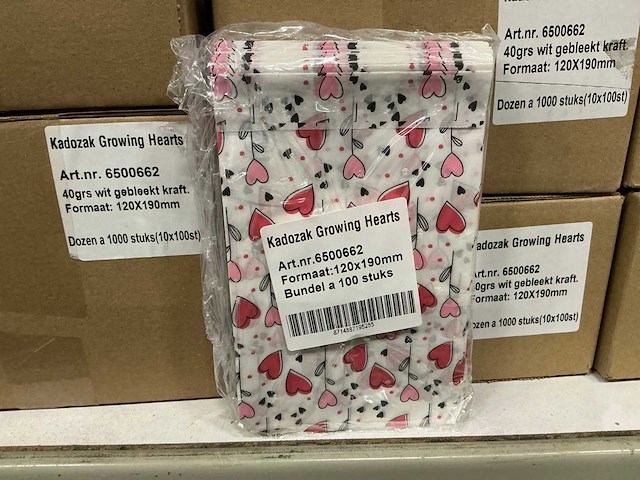 Art.nr. 6500662
40grs wit gebleekt kraft.
Formaat: 120X190mm
Dozen a 1000 stuks(10x100st)
Kadozak Growing Hearts
Art.nr. 6500662
40grs wit gebleekt kraft.
Formaat: 120X190mm
Dozen a 1000 stuks(10x100st)
Kadozak Growing Hearts
Art.nr.6500662
Formaat:120x190mm
Bundel a 100 stuks
8714587195255
Kadozak Growing Hearts
Art.nr. 6500662
40grs wit gebleekt kraft.
Formaat: 120X190mm
Dozen a 1000 stuks(10x100st)